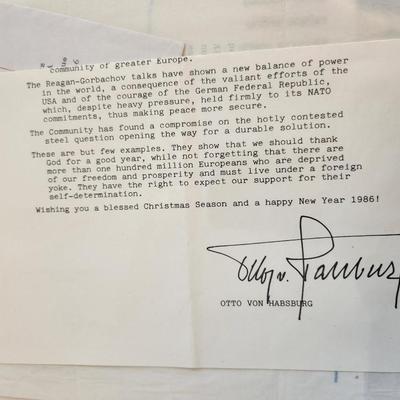 community of greater Europe.
The Reagan-Gorbachov talks have shown a new balance of power
in the world, a consequence of the valiant efforts of the
USA and of the courage of the German Federal Republic,
which, despite heavy pressure, held firmly to its NATO
commitments, thus making peace more secure.
The Community has found a compromise on the hotly contested
steel question opening the way for a durable solution.
These are but few examples. They show that we should thank
God for a good year, while not forgetting that there are
more than one hundred million Europeans who are deprived
of our freedom and prosperity and must live under a foreign
yoke. They have the right to expect our support for their
self-determination.
Wishing you a blessed Christmas Season and a happy New Year 1986!
OTTO VON HABSBURG